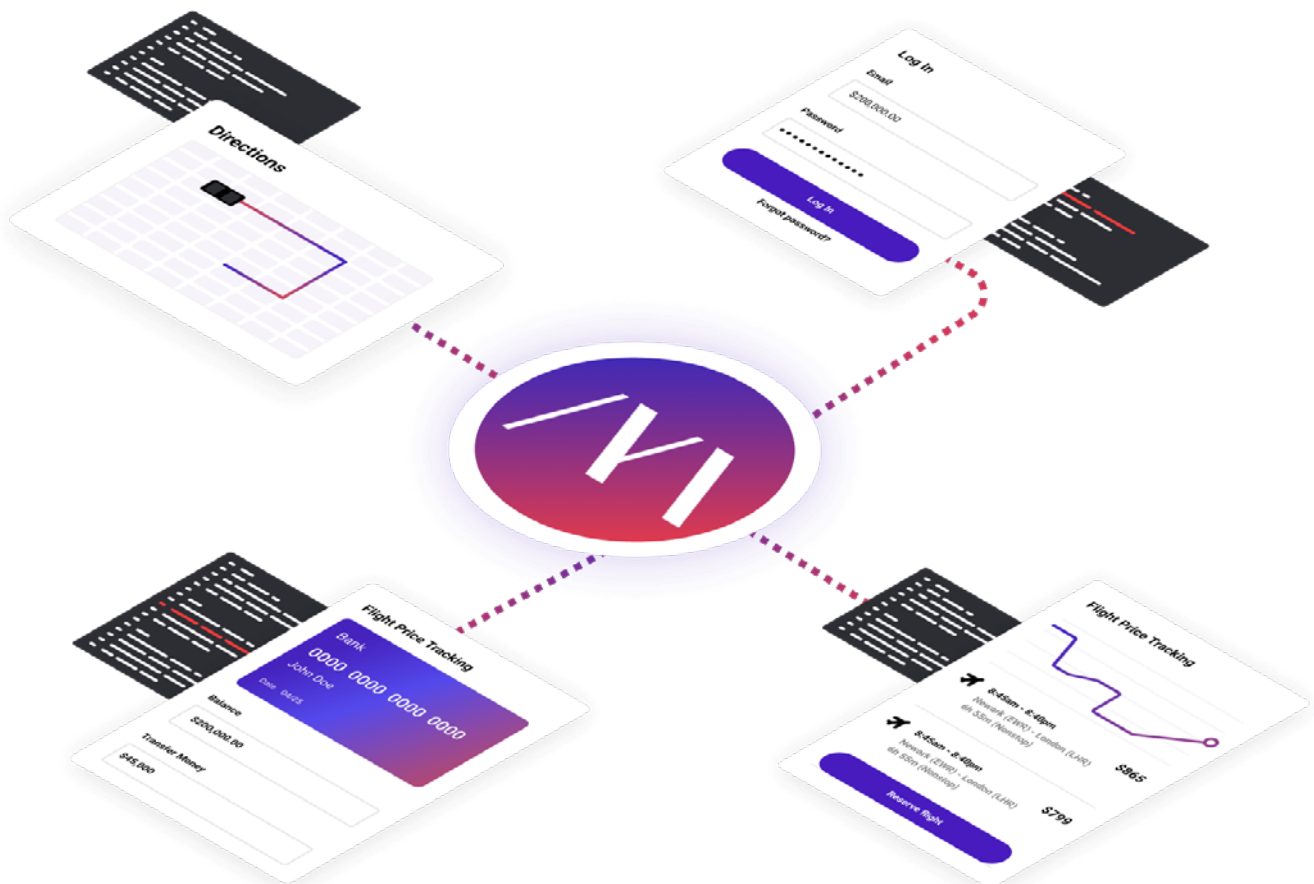 Directions
Log In
Email
$200,000.00
Password
Log In
Forgot password?
Flight Price Tracking
Bank
0000 0000 0000 0000
John Doe
Date 04/25
Balance
$200,000.00
Transfer Money
$45,000
Flight Price Tracking
8:45am - 8:40pm
Newark (EWR) - London (LHR)
6h 55m (Nonstop)
$865
8:45am - 8:40pm
Newark (EWR) - London (LHR)
6h 55m (Nonstop)
$799
Reserve flight